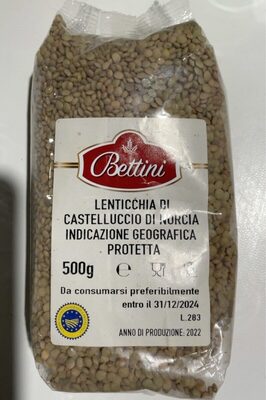 Bettini
LENTICCHIA DI
CASTELLUCCIO DI NORCIA
INDICAZIONE GEOGRAFICA
PROTETTA
500g e
Da consumarsi preferibilmente
entro il 31/12/2024
L.283
ANNO DI PRODUZIONE: 2022